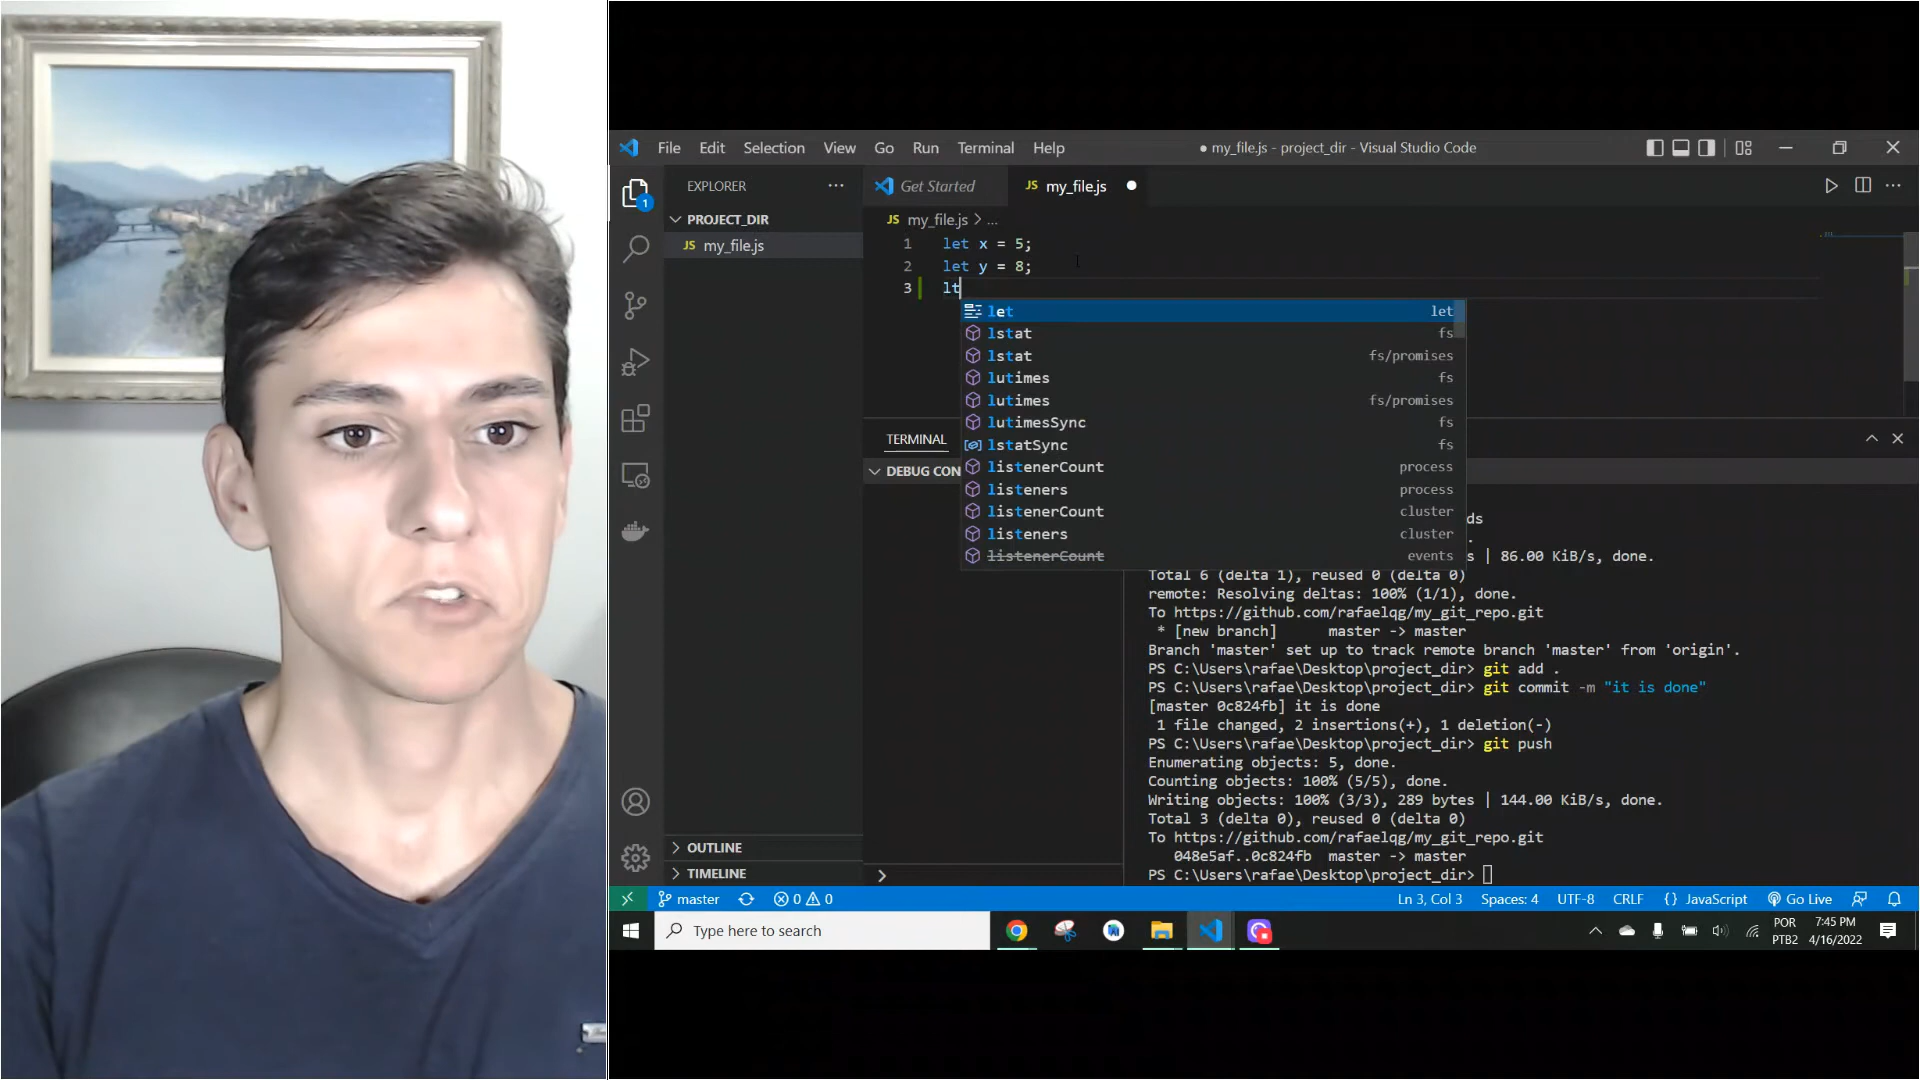 File Edit Selection View Go Run Terminal Help
● my_file.js - project_dir - Visual Studio Code
1
EXPLORER
PROJECT_DIR
JS my_file.js
OUTLINE
TIMELINE
Get Started
JS my_file.js
JS my_file.js > ...
1 let x = 5;
2 let y = 8;
3 lt
let let
lstat fs
lstat fs/promises
lutimes fs
lutimes fs/promises
lutimesSync fs
lstatSync fs
listenerCount process
listeners process
listenerCount cluster
listeners cluster
listenerCount events
TERMINAL
DEBUG CON
ds
.
s | 86.00 KiB/s, done.
Total 6 (delta 1), reused 0 (delta 0)
remote: Resolving deltas: 100% (1/1), done.
To https://github.com/rafaelqg/my_git_repo.git
* [new branch] master -> master
Branch 'master' set up to track remote branch 'master' from 'origin'.
PS C:\Users\rafae\Desktop\project_dir> git add .
PS C:\Users\rafae\Desktop\project_dir> git commit -m "it is done"
[master 0c824fb] it is done
1 file changed, 2 insertions(+), 1 deletion(-)
PS C:\Users\rafae\Desktop\project_dir> git push
Enumerating objects: 5, done.
Counting objects: 100% (5/5), done.
Writing objects: 100% (3/3), 289 bytes | 144.00 KiB/s, done.
Total 3 (delta 0), reused 0 (delta 0)
To https://github.com/rafaelqg/my_git_repo.git
048e5af..0c824fb master -> master
PS C:\Users\rafae\Desktop\project_dir>
>
master 0 0 Ln 3, Col 3 Spaces: 4 UTF-8 CRLF {} JavaScript Go Live
Type here to search
POR
PTB2
7:45 PM
4/16/2022